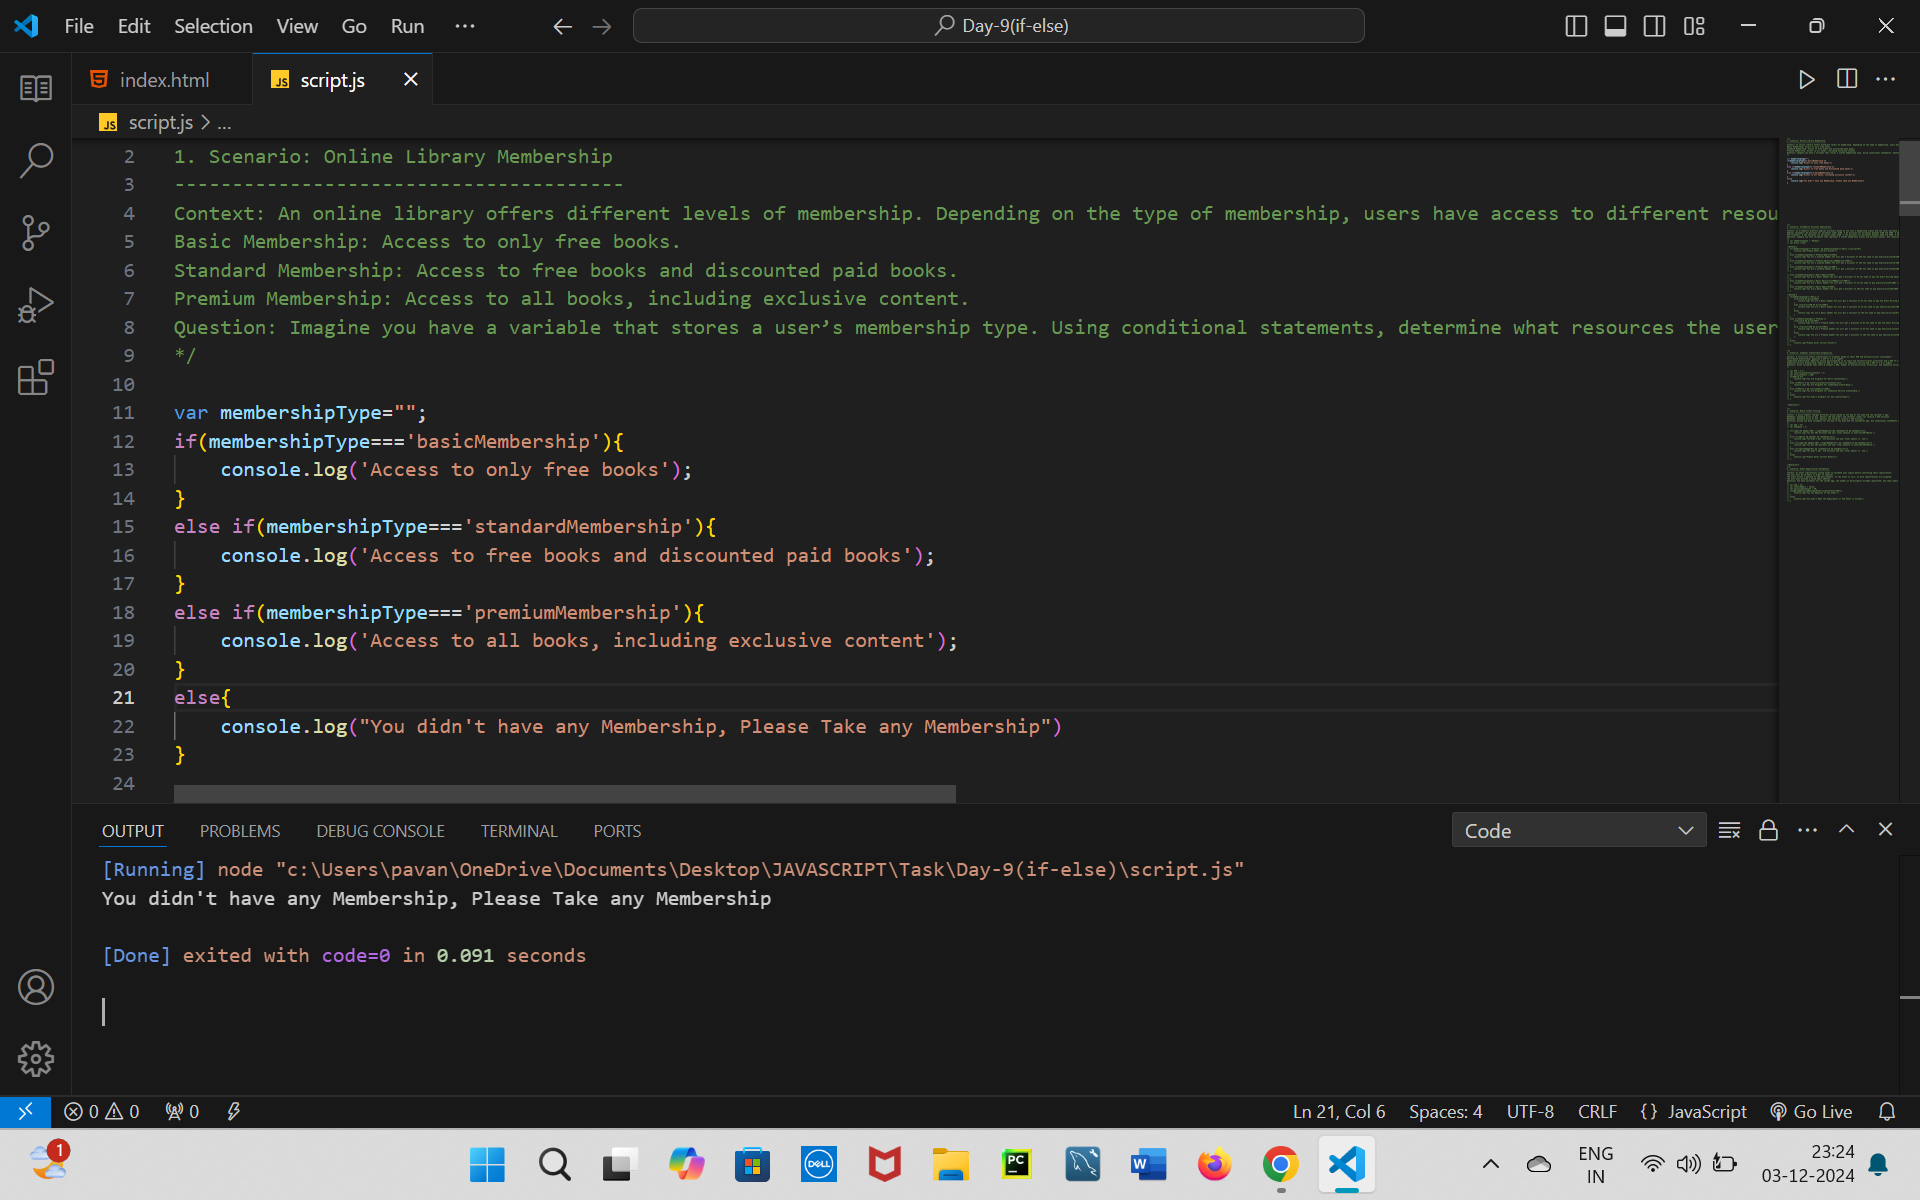 File Edit Selection View Go Run ···
Day-9(if-else)
index.html
script.js
script.js > ...
2 1. Scenario: Online Library Membership
3 ---------------------------------------
4 Context: An online library offers different levels of membership. Depending on the type of membership, users have access to different resou
5 Basic Membership: Access to only free books.
6 Standard Membership: Access to free books and discounted paid books.
7 Premium Membership: Access to all books, including exclusive content.
8 Question: Imagine you have a variable that stores a user’s membership type. Using conditional statements, determine what resources the user
9 */
10
11 var membershipType="";
12 if(membershipType==='basicMembership'){
13     console.log('Access to only free books');
14 }
15 else if(membershipType==='standardMembership'){
16     console.log('Access to free books and discounted paid books');
17 }
18 else if(membershipType==='premiumMembership'){
19     console.log('Access to all books, including exclusive content');
20 }
21 else{
22     console.log("You didn't have any Membership, Please Take any Membership")
23 }
24
OUTPUT PROBLEMS DEBUG CONSOLE TERMINAL PORTS
Code
[Running] node "c:\Users\pavan\OneDrive\Documents\Desktop\JAVASCRIPT\Task\Day-9(if-else)\script.js"
You didn't have any Membership, Please Take any Membership
[Done] exited with code=0 in 0.091 seconds
0 0 0
Ln 21, Col 6 Spaces: 4 UTF-8 CRLF {} JavaScript Go Live
1
DELL
PC
W
ENG
IN
23:24
03-12-2024